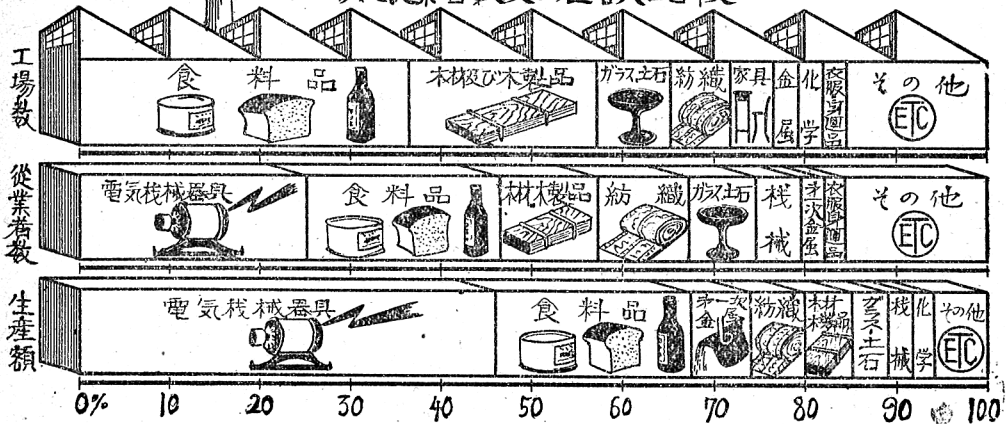 工場数
食料品 木材及び木製品 ガラス土石 紡織 家具 金属 化学 衣服身廻品 その他
ETC
従業者数
電気機械器具 食料品 木材木製品 紡織 ガラス土石 機械 第一次金属 衣服身廻品 その他
ETC
生産額
電気機械器具 食料品 第一次金属 紡織 木材木製品 ガラス土石 機械 化学 その他
ETC
0% 10 20 30 40 50 60 70 80 90 100